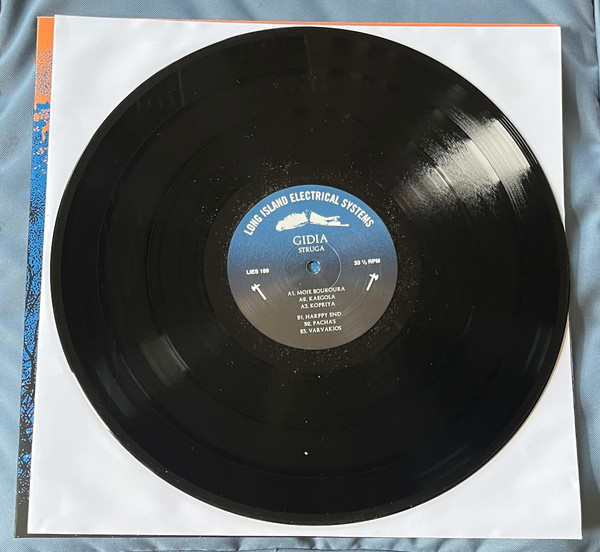 LONG ISLAND ELECTRICAL SYSTEMS
GIDIA
STRUGA
LIES 189
33 ⅓ RPM
A1. MOJE BOUKOURA
A2. KAEGOLA
A3. KOPRIYA
B1. HARPPY END
B2. PACHA'S
B3. VARVAKIOS